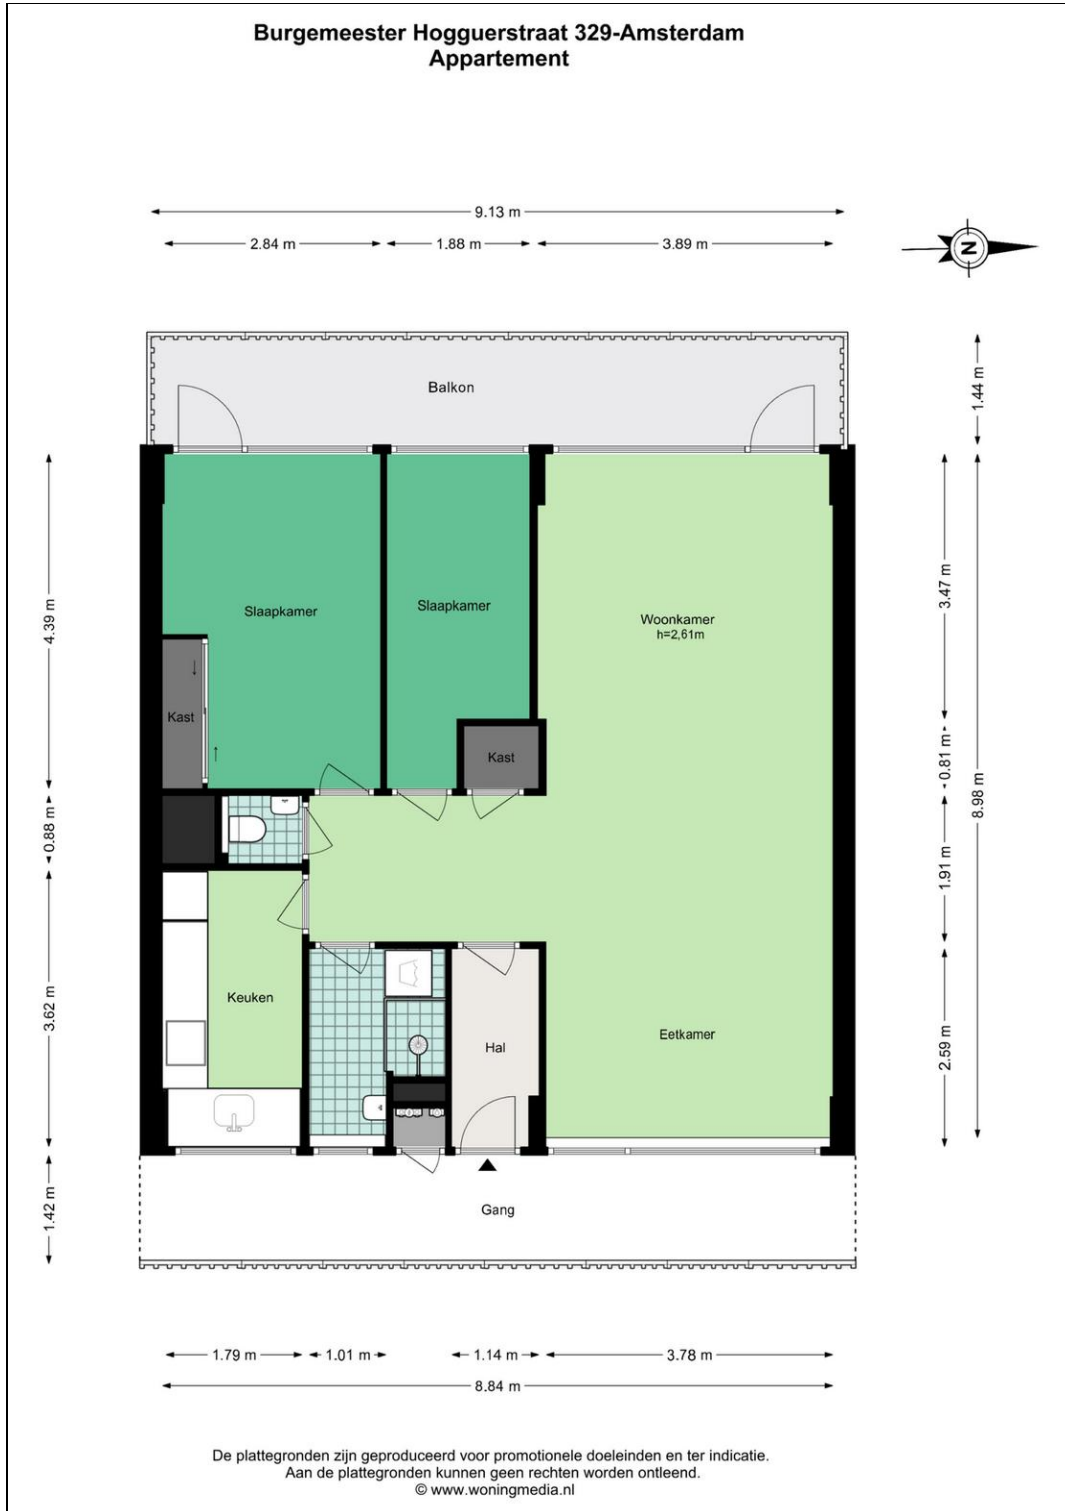 Burgemeester Hogguerstraat 329-Amsterdam
Appartement
9.13 m
2.84 m
1.88 m
3.89 m
N
Balkon
1.44 m
4.39 m
3.47 m
Slaapkamer
Slaapkamer
Woonkamer
h=2,61m
Kast
Kast
0.81 m
8.98 m
0.88 m
1.91 m
3.62 m
Keuken
Hal
Eetkamer
2.59 m
1.42 m
Gang
1.79 m
1.01 m
1.14 m
3.78 m
8.84 m
De plattegronden zijn geproduceerd voor promotionele doeleinden en ter indicatie.
Aan de plattegronden kunnen geen rechten worden ontleend.
© www.woningmedia.nl